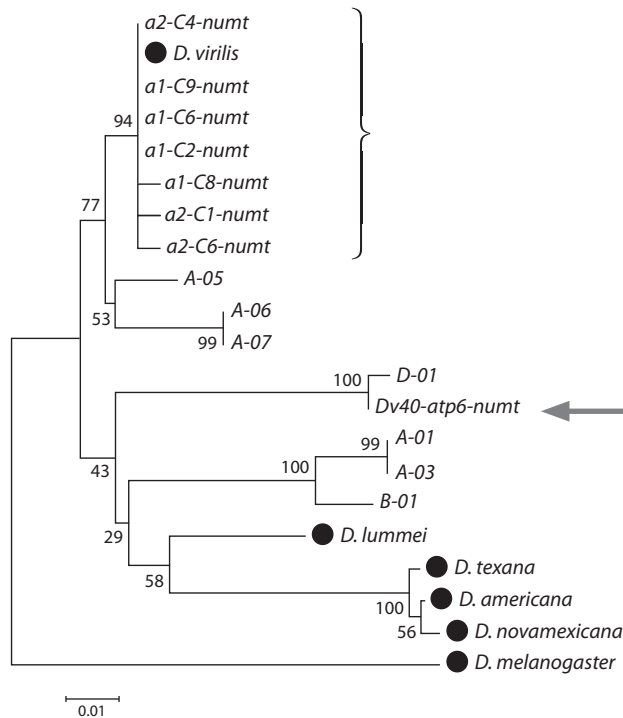 a2-C4-numt
D. virilis
a1-C9-numt
a1-C6-numt
94
a1-C2-numt
a1-C8-numt
77
a2-C1-numt
a2-C6-numt
A-05
A-06
53
99
A-07
100
D-01
Dv40-atp6-numt
A-01
99
43
100
A-03
B-01
29
D. lummei
58
D. texana
100
D. americana
56
D. novamexicana
D. melanogaster
0.01